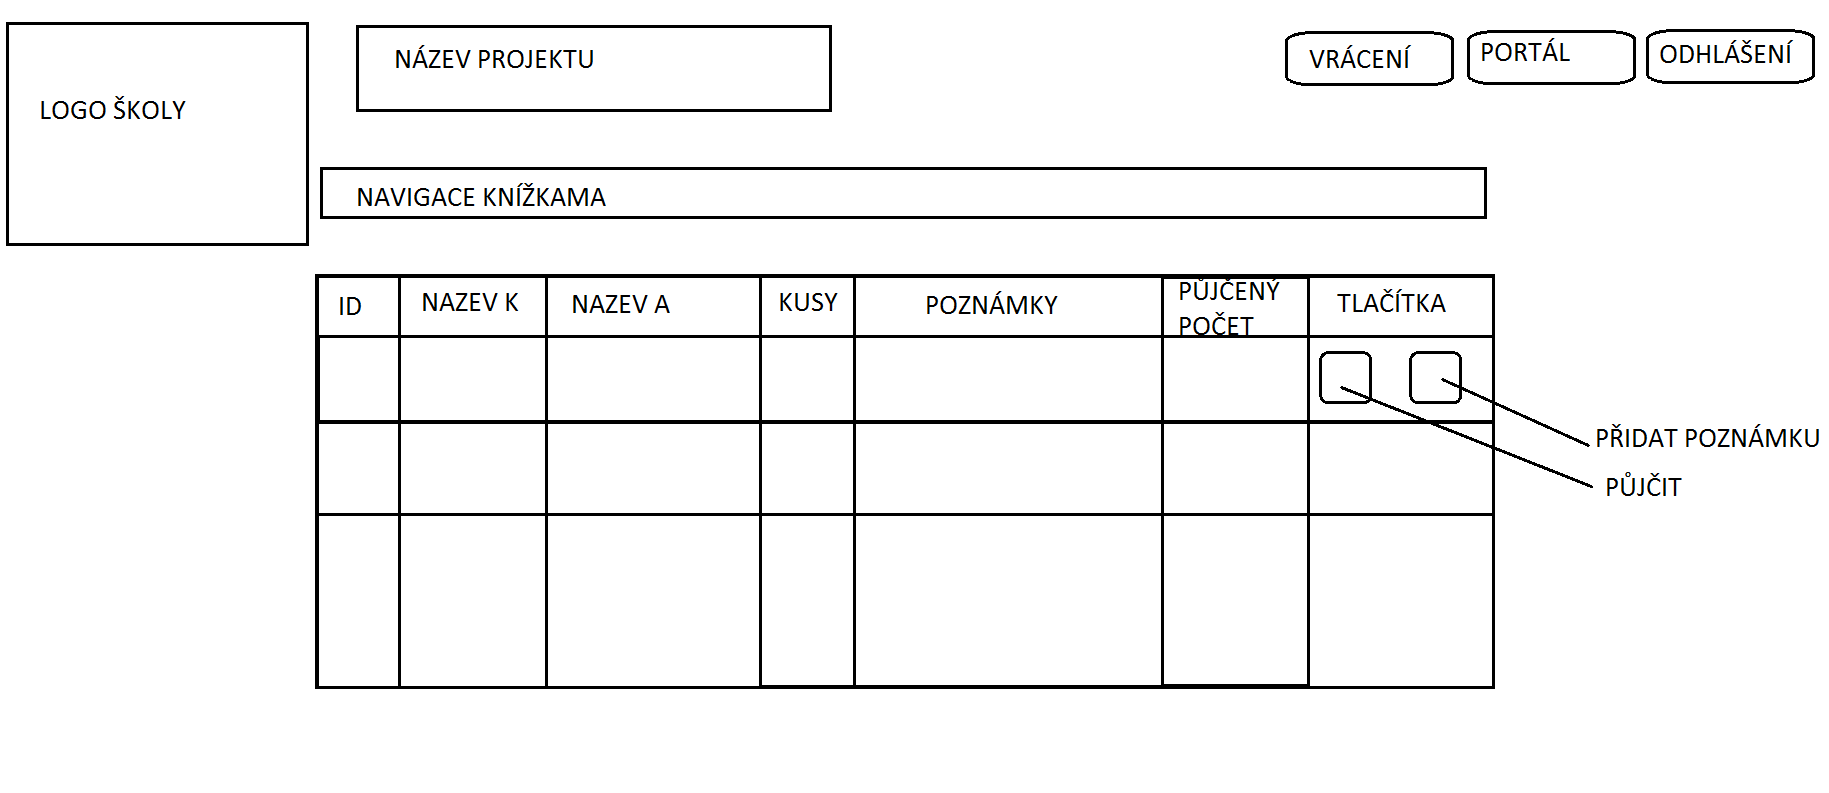 LOGO ŠKOLY
NÁZEV PROJEKTU
VRÁCENÍ
PORTÁL
ODHLÁŠENÍ
NAVIGACE KNÍŽKAMA
ID
NAZEV K
NAZEV A
KUSY
POZNÁMKY
PŮJČENÝ
POČET
TLAČÍTKA
PŘIDAT POZNÁMKU
PŮJČIT